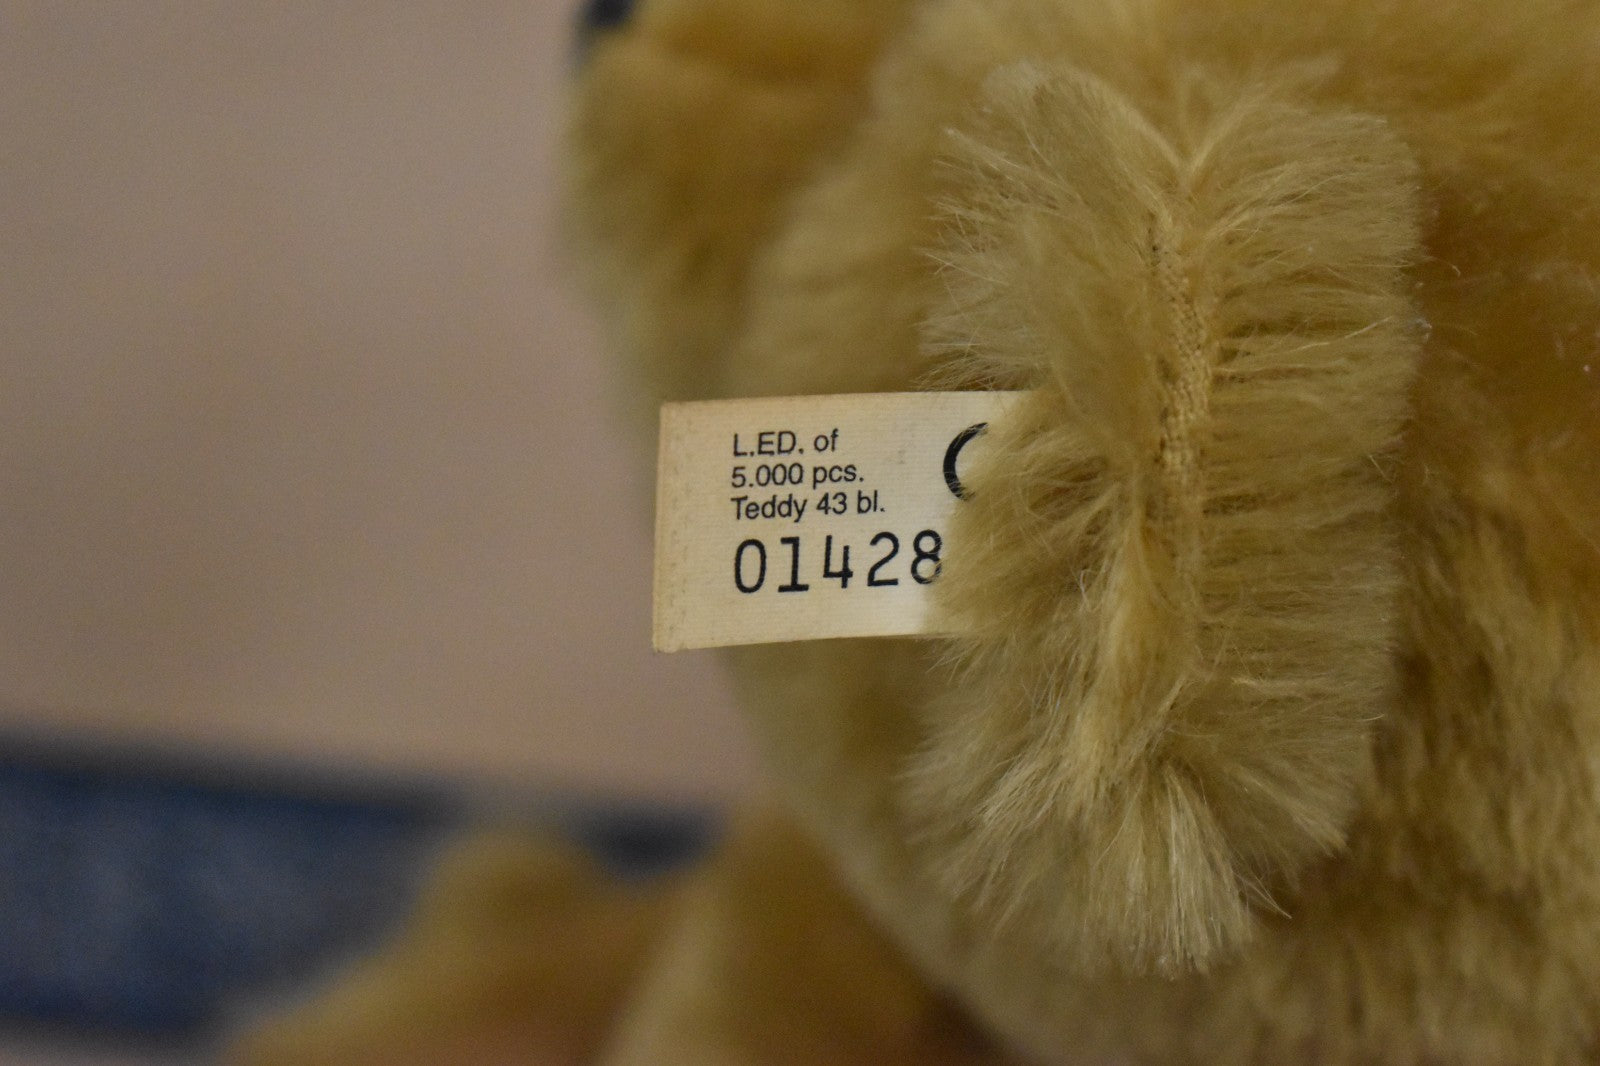 L.ED. of
5.000 pcs.
Teddy 43 bl.
01428